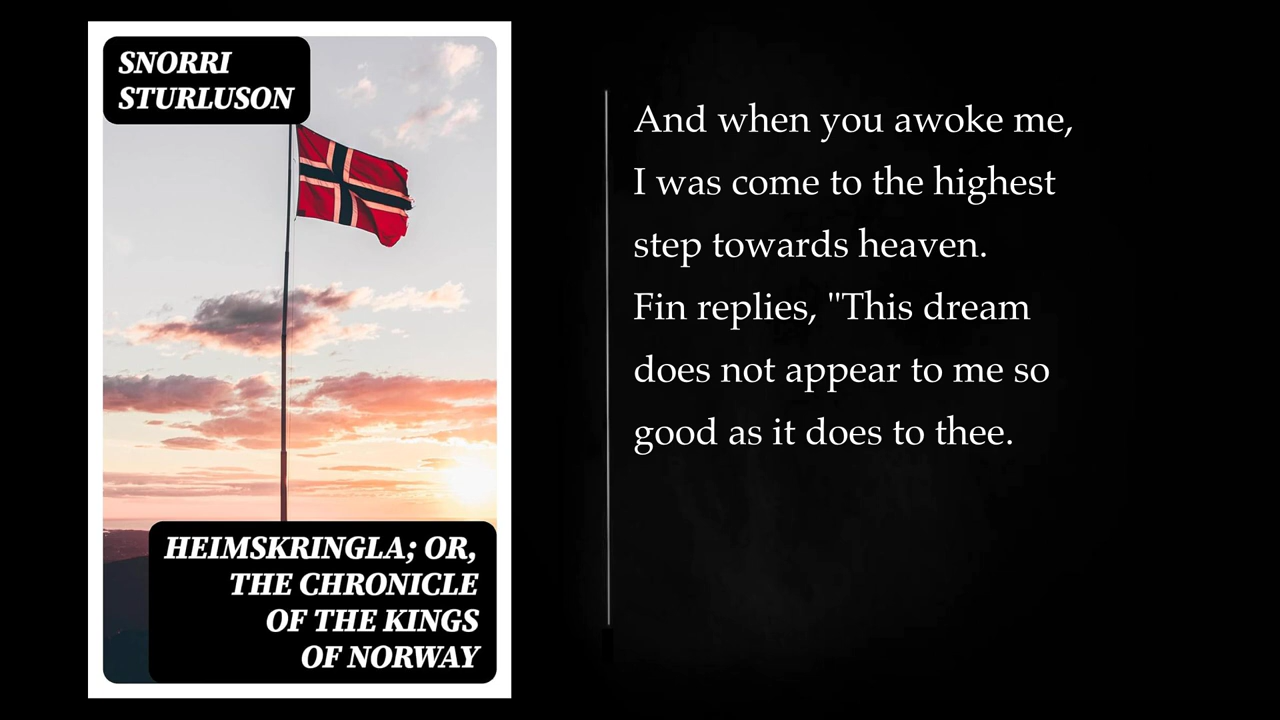 SNORRI
STURLUSON
HEIMSKRINGLA; OR,
THE CHRONICLE
OF THE KINGS
OF NORWAY
And when you awoke me,
I was come to the highest
step towards heaven.
Fin replies, "This dream
does not appear to me so
good as it does to thee.